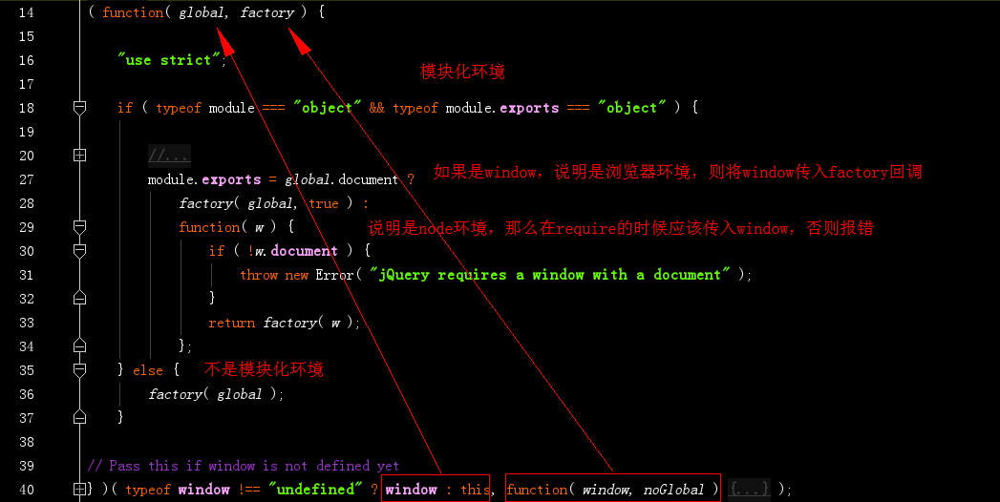 14 ( function( global, factory ) {
15
16 "use strict";
17 模块化环境
18 if ( typeof module === "object" && typeof module.exports === "object" ) {
19
20 //...
27 module.exports = global.document ? 如果是window，说明是浏览器环境，则将window传入factory回调
28 factory( global, true ) :
29 function( w ) { 说明是node环境，那么在require的时候应该传入window，否则报错
30 if ( !w.document ) {
31 throw new Error( "jQuery requires a window with a document" );
32 }
33 return factory( w );
34 };
35 } else { 不是模块化环境
36 factory( global );
37 }
38
39 // Pass this if window is not defined yet
40 } )( typeof window !== "undefined" ? window : this, function( window, noGlobal ) {...} );